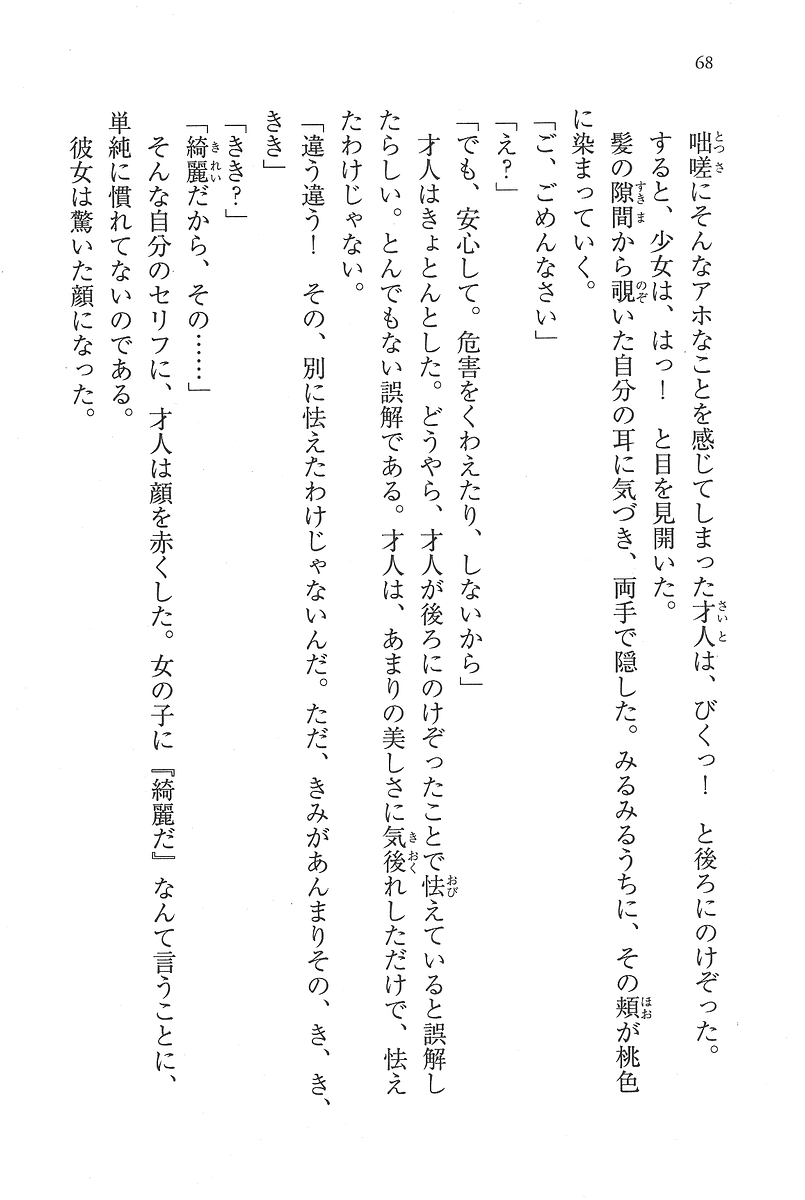 68
咄嗟にそんなアホなことを感じてしまった才人は、びくっ！　と後ろにのけぞった。
すると、少女は、はっ！　と目を見開いた。
髪の隙間から覗いた自分の耳に気づき、両手で隠した。みるみるうちに、その頬が桃色
に染まっていく。
「ご、ごめんなさい」
「え？」
「でも、安心して。危害をくわえたり、しないから」
才人はきょとんとした。どうやら、才人が後ろにのけぞったことで怯えていると誤解し
たらしい。とんでもない誤解である。才人は、あまりの美しさに気後れしただけで、怯え
たわけじゃない。
「違う違う！　その、別に怯えたわけじゃないんだ。ただ、きみがあんまりその、き、き、
きき」
「きき？」
「綺麗だから、その……」
そんな自分のセリフに、才人は顔を赤くした。女の子に『綺麗だ』なんて言うことに、
単純に慣れてないのである。
彼女は驚いた顔になった。